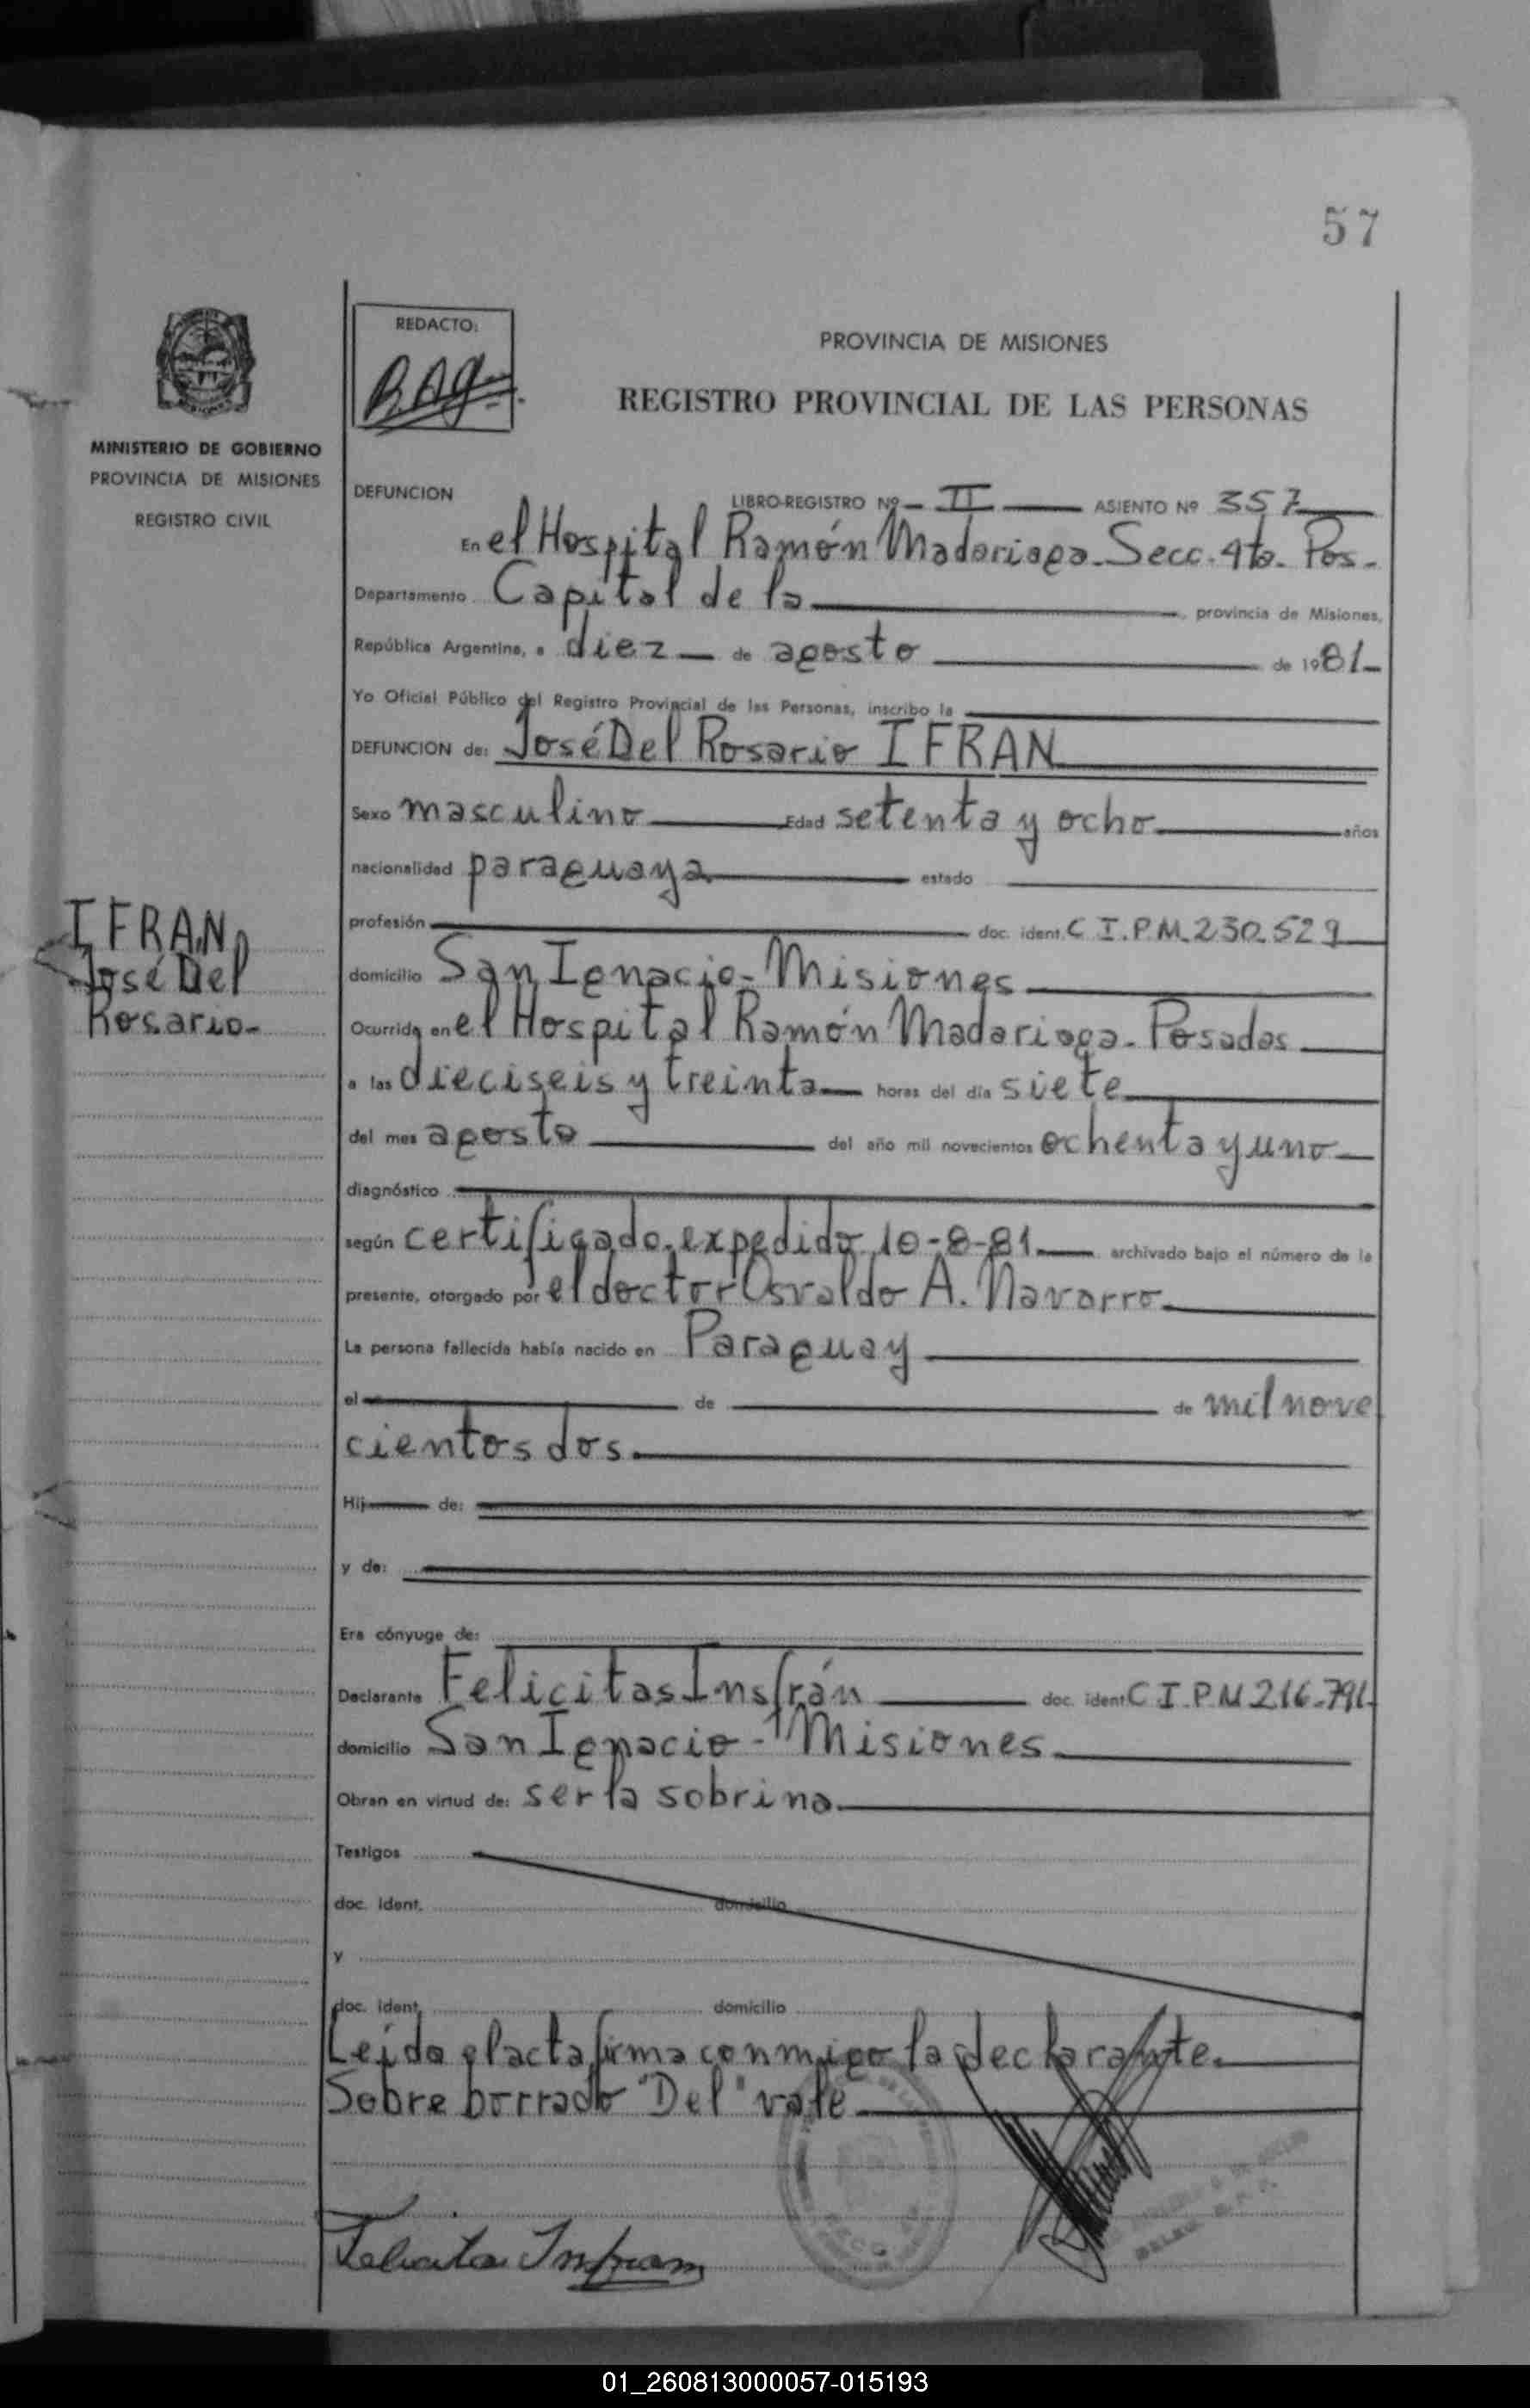 57
REDACTO:
PROVINCIA DE MISIONES
REGISTRO PROVINCIAL DE LAS PERSONAS
MINISTERIO DE GOBIERNO
PROVINCIA DE MISIONES
REGISTRO CIVIL
DEFUNCION LIBRO-REGISTRO Nº II ASIENTO Nº 357
En el Hospital Ramón Madariaga-Secc. 4ta. Pos-
Departamento Capital de la provincia de Misiones,
República Argentina, a diez de agosto de 1981
Yo Oficial Público del Registro Provincial de las Personas, inscribo la
DEFUNCION de: José Del Rosario IFRAN
Sexo masculino Edad setenta y ocho años
nacionalidad paraguaya estado
profesión doc. ident. C I.P.M. 230.529
IFRAN,
José Del
Rosario-
domicilio San Ignacio-Misiones
Ocurrida en el Hospital Ramón Madariaga-Posadas
a las dieciseis y treinta horas del día siete
del mes agosto del año mil novecientos ochenta y uno
diagnóstico
según certificado, expedido 10-8-81 archivado bajo el número de la
presente, otorgado por el doctor Osvaldo A. Navarro
La persona fallecida había nacido en Paraguay
el de de mil nove
cientos dos.
Hij de:
y de:
Era cónyuge de:
Declarante Felicitas Insfrán doc. ident C I.P.M 216.791
domicilio San Ignacio-Misiones
Obran en virtud de: ser la sobrina
Testigos
doc. Ident. domicilio
y
doc. Ident. domicilio
Leida el acta firma conmigo la declarante.
Sobre borrado "Del" vale
Felicitas Insfran
01_260813000057-015193